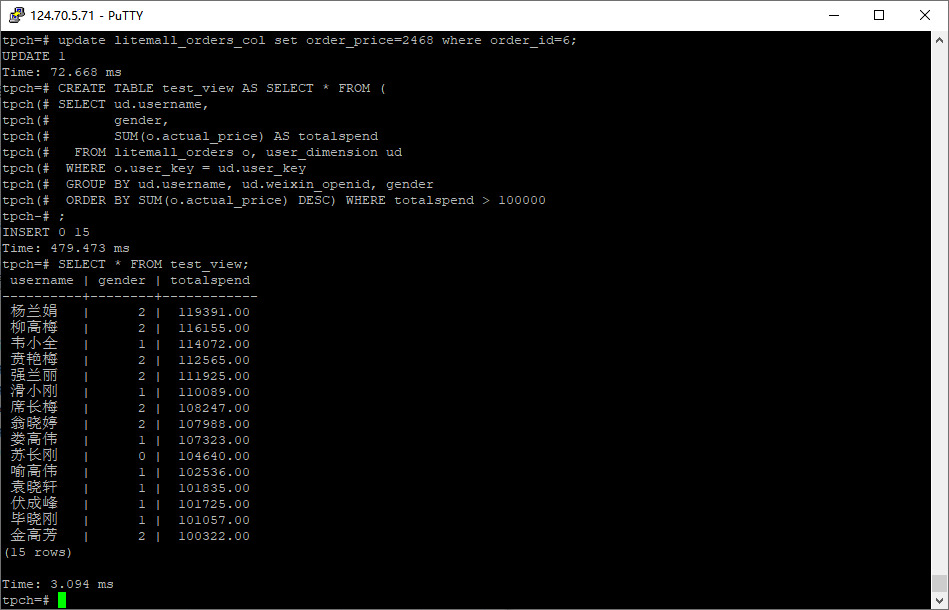 124.70.5.71 - PuTTY
tpch=# update litemall_orders_col set order_price=2468 where order_id=6;
UPDATE 1
Time: 72.668 ms
tpch=# CREATE TABLE test_view AS SELECT * FROM (
tpch(# SELECT ud.username,
tpch(#        gender,
tpch(#        SUM(o.actual_price) AS totalspend
tpch(#   FROM litemall_orders o, user_dimension ud
tpch(#  WHERE o.user_key = ud.user_key
tpch(#  GROUP BY ud.username, ud.weixin_openid, gender
tpch(#  ORDER BY SUM(o.actual_price) DESC) WHERE totalspend > 100000
tpch-# ;
INSERT 0 15
Time: 479.473 ms
tpch=# SELECT * FROM test_view;
 username | gender | totalspend
----------+--------+------------
 杨兰娟   |      2 |  119391.00
 柳高梅   |      2 |  116155.00
 韦小全   |      1 |  114072.00
 贲艳梅   |      2 |  112565.00
 强兰丽   |      2 |  111925.00
 滑小刚   |      1 |  110089.00
 席长梅   |      2 |  108247.00
 翁晓婷   |      2 |  107988.00
 娄高伟   |      1 |  107323.00
 苏长刚   |      0 |  104640.00
 喻高伟   |      1 |  102536.00
 袁晓轩   |      1 |  101835.00
 伏成峰   |      1 |  101725.00
 毕晓刚   |      1 |  101057.00
 金高芳   |      2 |  100322.00
(15 rows)
Time: 3.094 ms
tpch=#